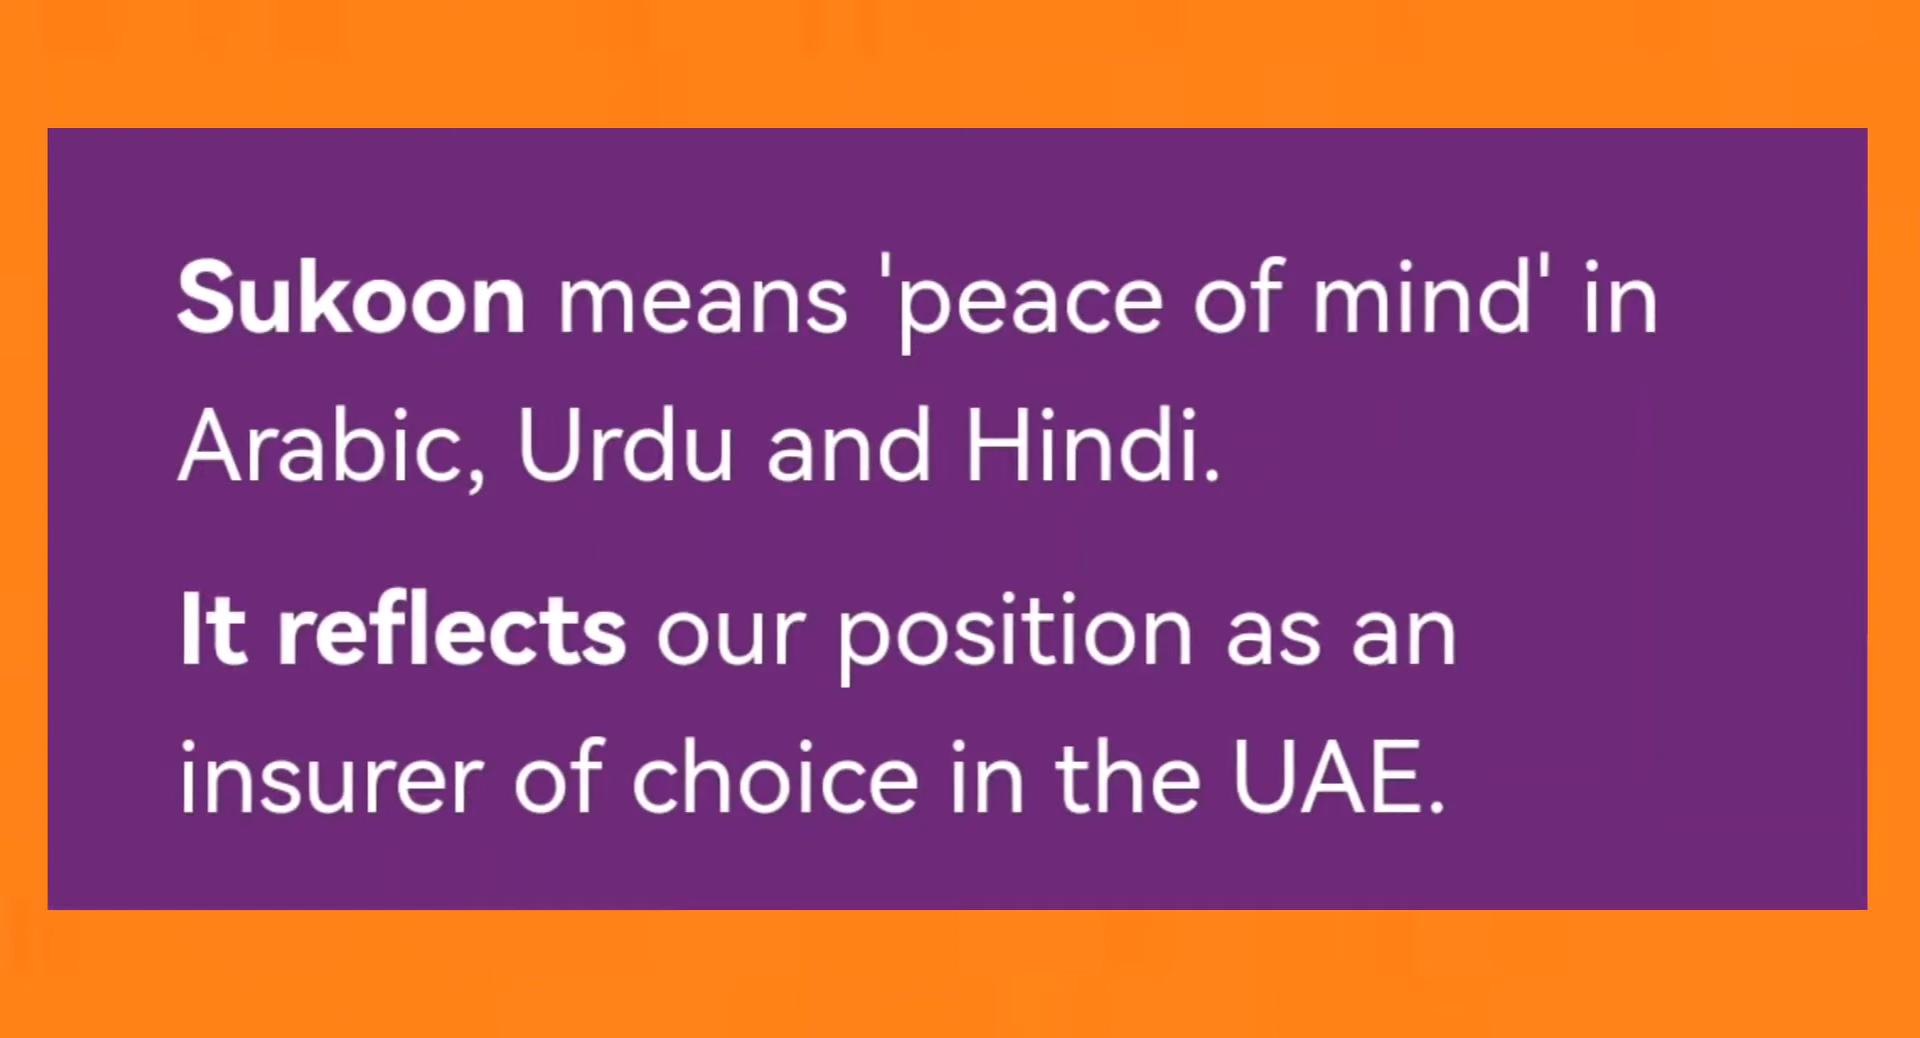 Sukoon means 'peace of mind' in
Arabic, Urdu and Hindi.
It reflects our position as an
insurer of choice in the UAE.